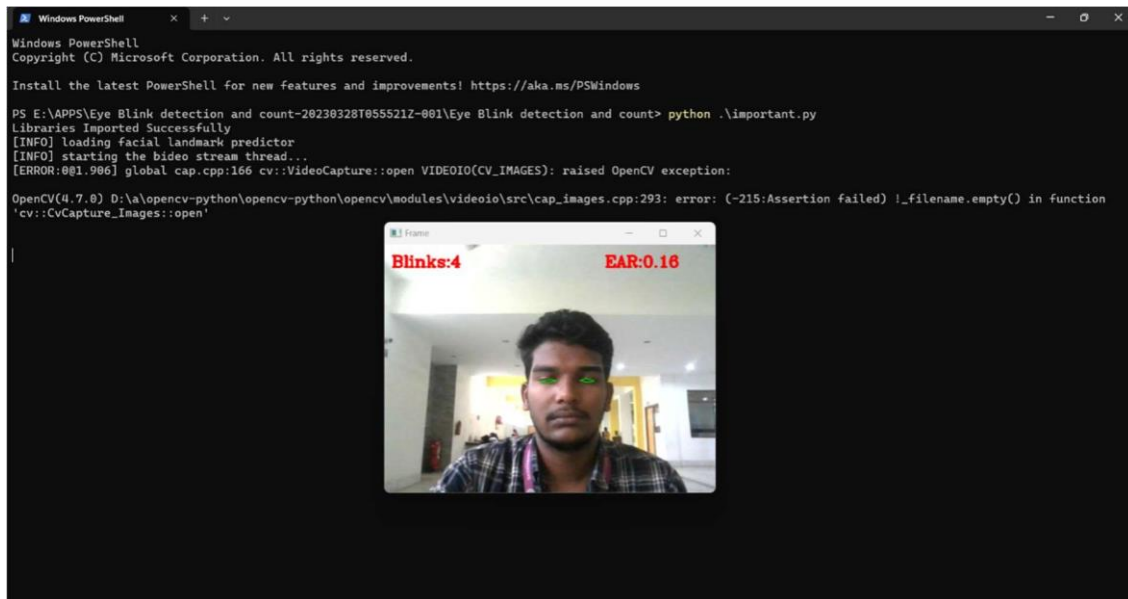 Windows PowerShell
Windows PowerShell
Copyright (C) Microsoft Corporation. All rights reserved.
Install the latest PowerShell for new features and improvements! https://aka.ms/PSWindows
PS E:\APPS\Eye Blink detection and count-20230328T055521Z-001\Eye Blink detection and count> python .\important.py
Libraries Imported Successfully
[INFO] loading facial landmark predictor
[INFO] starting the bideo stream thread...
[ERROR:0@1.906] global cap.cpp:166 cv::VideoCapture::open VIDEOIO(CV_IMAGES): raised OpenCV exception:
OpenCV(4.7.0) D:\a\opencv-python\opencv-python\opencv\modules\videoio\src\cap_images.cpp:293: error: (-215:Assertion failed) !_filename.empty() in function
'cv::CvCapture_Images::open'
Frame
Blinks:4 EAR:0.16